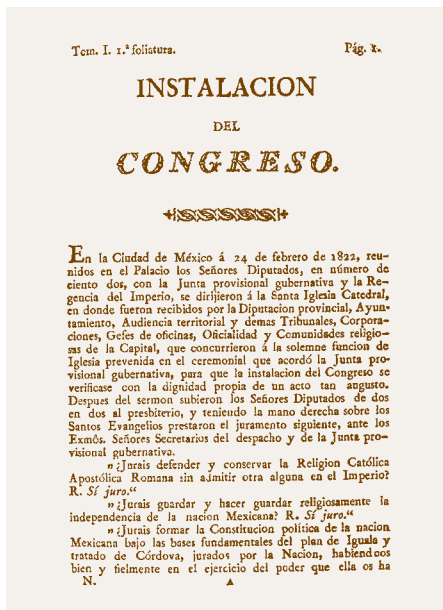 Tom. I. 1.ª foliatura. Pág. 1.
INSTALACION
DEL
CONGRESO.
En la Ciudad de México á 24 de febrero de 1822, reu-
nidos en el Palacio los Señores Diputados, en número de
ciento dos, con la Junta provisional gubernativa y la Re-
gencia del Imperio, se dirijieron á la Santa Iglesia Catedral,
en donde fueron recibidos por la Diputacion provincial, Ayun-
tamiento, Audiencia territorial y demas Tribunales, Corpora-
ciones, Gefes de oficinas, Oficialidad y Comunidades religio-
sas de la Capital, que concurrieron á la solemne funcion de
Iglesia prevenida en el ceremonial que acordó la Junta pro-
visional gubernativa, para que la instalacion del Congreso se
verificase con la dignidad propia de un acto tan augusto.
Despues del sermon subieron los Señores Diputados de dos
en dos al presbiterio, y teniendo la mano derecha sobre los
Santos Evangelios prestaron el juramento siguiente, ante los
Exmôs. Señores Secretarios del despacho y de la Junta pro-
visional gubernativa.
"¿Jurais defender y conservar la Religion Católica
Apostólica Romana sin admitir otra alguna en el Imperio?
R. Sí juro."
"¿Jurais guardar y hacer guardar religiosamente la
independencia de la nacion Mexicana? R. Sí juro."
"¿Jurais formar la Constitucion política de la nacion
Mexicana bajo las bases fundamentales del plan de Iguala y
tratado de Córdova, jurados por la Nacion, habiendoos
bien y fielmente en el ejercicio del poder que ella os ha
N. ▲